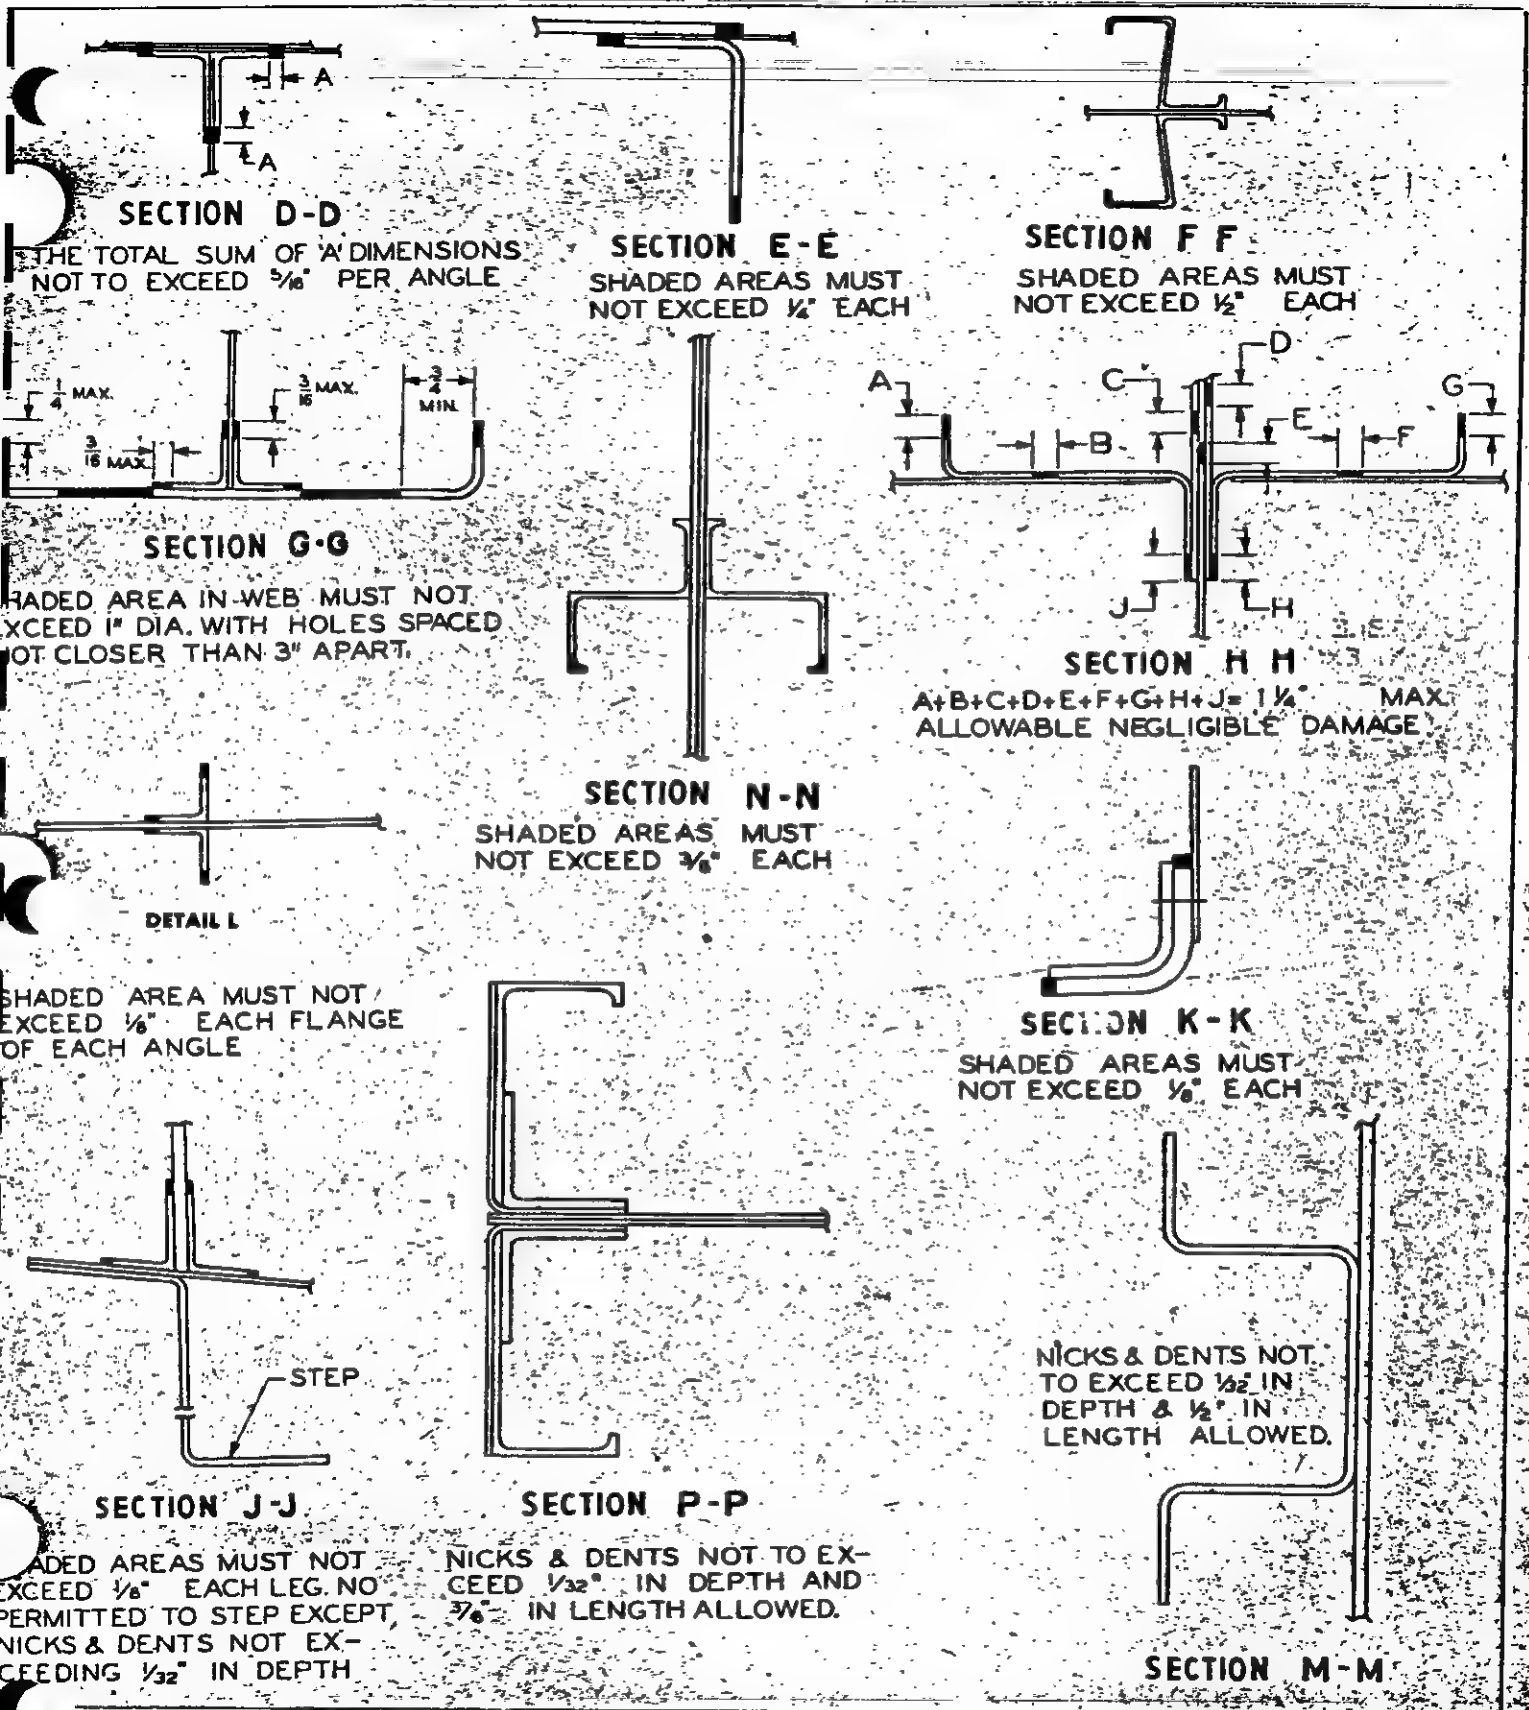 A
A
SECTION D-D
THE TOTAL SUM OF 'A' DIMENSIONS
NOT TO EXCEED 5/16" PER ANGLE
SECTION E-E
SHADED AREAS MUST
NOT EXCEED 1/4" EACH
SECTION F F
SHADED AREAS MUST
NOT EXCEED 1/2" EACH
1/4 MAX.
3/16 MAX.
3/16 MAX.
3/4 MIN.
SECTION G-G
HADED AREA IN WEB MUST NOT
XCEED 1" DIA. WITH HOLES SPACED
OT CLOSER THAN 3" APART.
SECTION N-N
SHADED AREAS MUST
NOT EXCEED EACH
A
B
C
D
E
F
G
J
H
SECTION H H
A+B+C+D+E+F+G+H+J= 1 1/4" MAX.
ALLOWABLE NEGLIGIBLE DAMAGE.
DETAIL L
SHADED AREA MUST NOT
EXCEED 1/8" EACH FLANGE
OF EACH ANGLE
SECTION K-K
SHADED AREAS MUST
NOT EXCEED 1/8" EACH
STEP
SECTION J-J
ADED AREAS MUST NOT
EXCEED 1/8" EACH LEG. NO
PERMITTED TO STEP EXCEPT
NICKS & DENTS NOT EX-
CEEDING 1/32" IN DEPTH
SECTION P-P
NICKS & DENTS NOT TO EX-
CEED 1/32" IN DEPTH AND
IN LENGTH ALLOWED.
NICKS & DENTS NOT
TO EXCEED 1/32" IN
DEPTH & 1/2" IN
LENGTH ALLOWED.
SECTION M-M